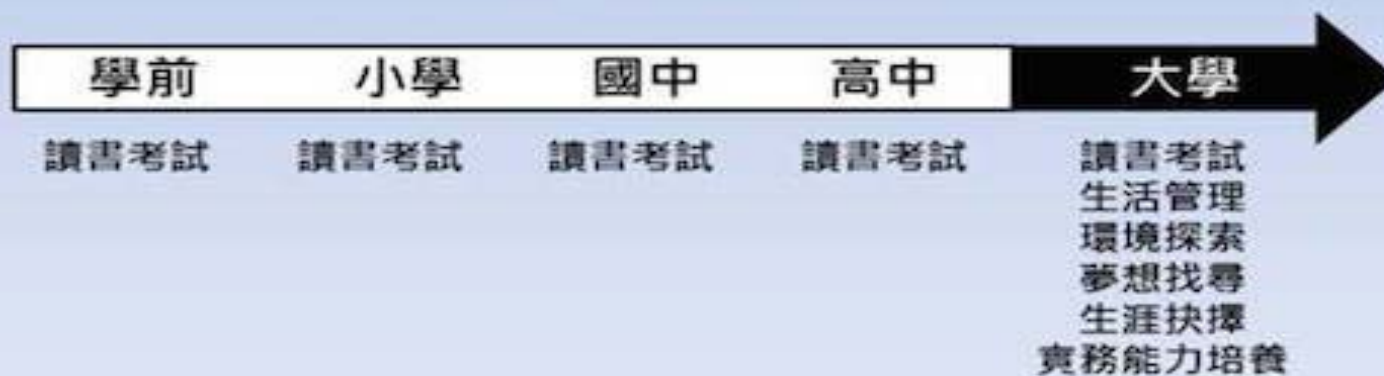 學前 小學 國中 高中 大學
讀書考試 讀書考試 讀書考試 讀書考試 讀書考試
生活管理
環境探索
夢想找尋
生涯抉擇
實務能力培養